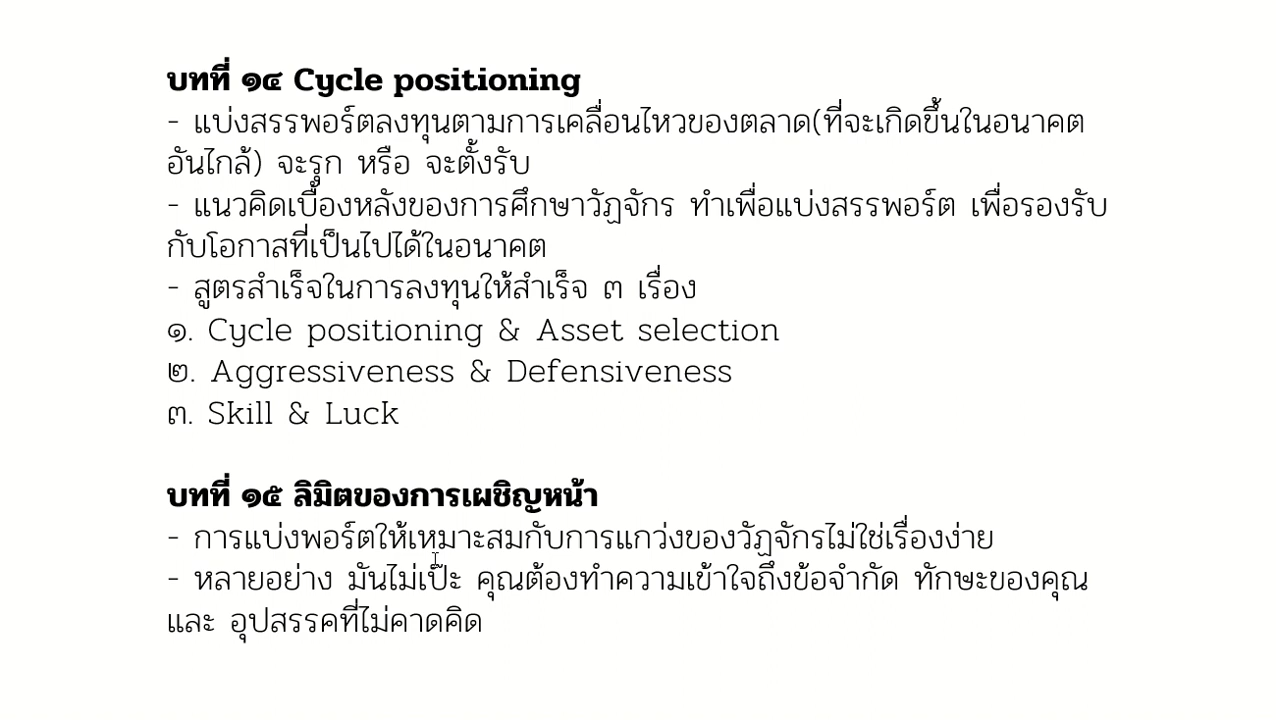 บทที่ ๑๔ Cycle positioning
- แบ่งสรรพอร์ตลงทุนตามการเคลื่อนไหวของตลาด(ที่จะเกิดขึ้นในอนาคต
อันใกล้) จะรุก หรือ จะตั้งรับ
- แนวคิดเบื้องหลังของการศึกษาวัฏจักร ทำเพื่อแบ่งสรรพอร์ต เพื่อรองรับ
กับโอกาสที่เป็นไปได้ในอนาคต
- สูตรสำเร็จในการลงทุนให้สำเร็จ ๓ เรื่อง
๑. Cycle positioning & Asset selection
๒. Aggressiveness & Defensiveness
๓. Skill & Luck
บทที่ ๑๕ ลิมิตของการเผชิญหน้า
- การแบ่งพอร์ตให้เหมาะสมกับการแกว่งของวัฏจักรไม่ใช่เรื่องง่าย
- หลายอย่าง มันไม่เป๊ะ คุณต้องทำความเข้าใจถึงข้อจำกัด ทักษะของคุณ
และ อุปสรรคที่ไม่คาดคิด